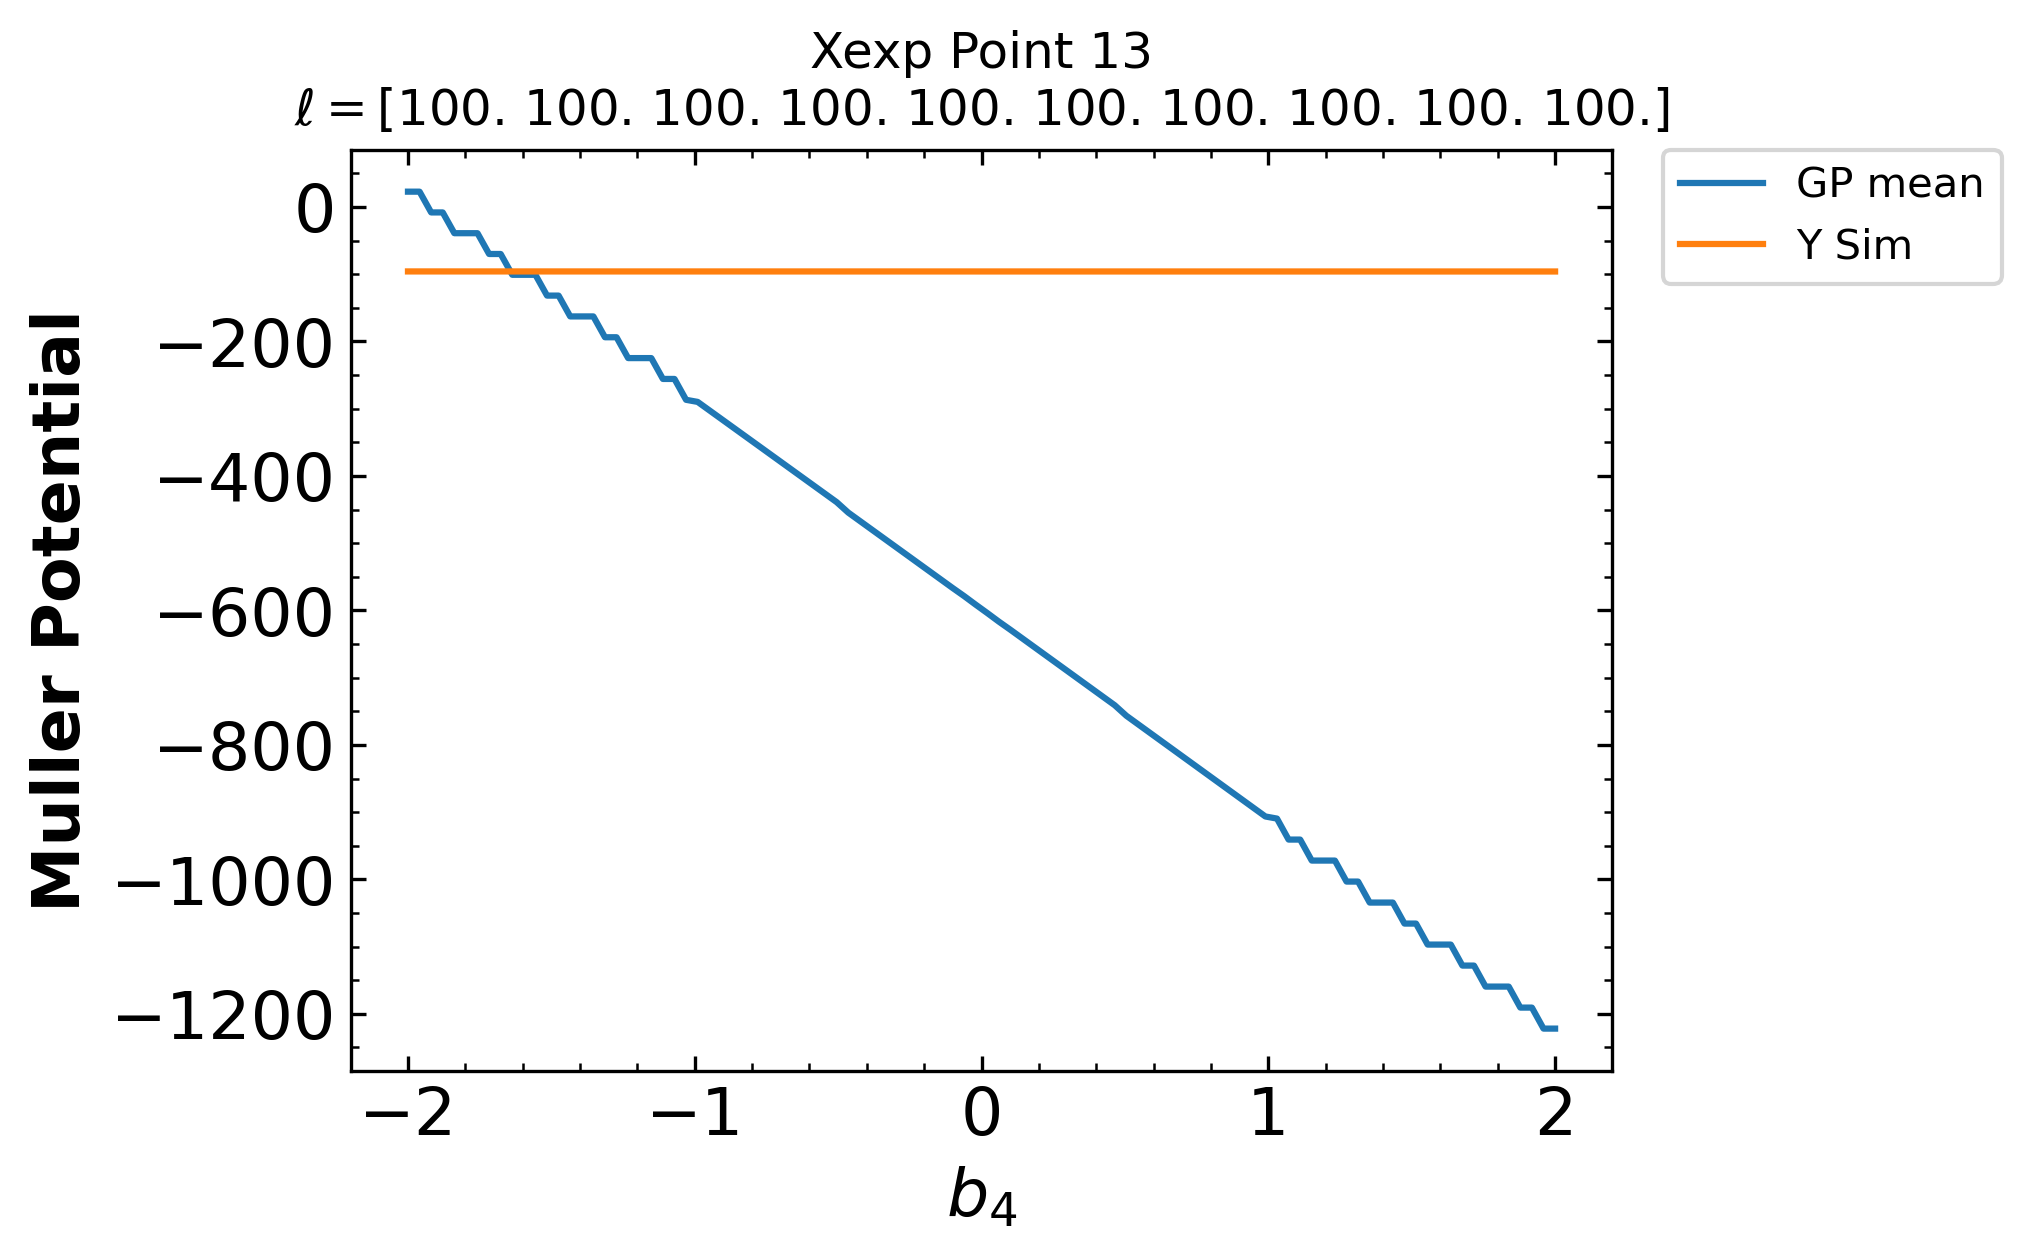 Xexp Point 13
ℓ = [100. 100. 100. 100. 100. 100. 100. 100. 100. 100.]
GP mean
Y Sim
Muller Potential
0
−200
−400
−600
−800
−1000
−1200
−2 −1 0 1 2
b₄